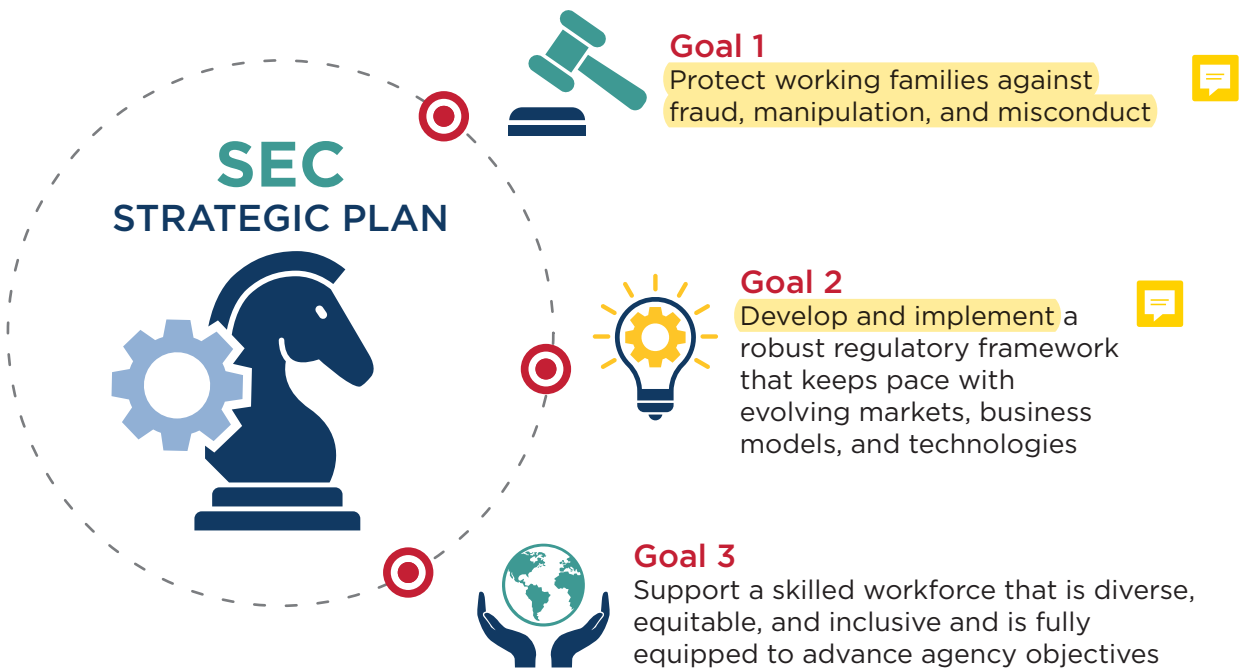 SEC
STRATEGIC PLAN
Goal 1
Protect working families against
fraud, manipulation, and misconduct
Goal 2
Develop and implement a
robust regulatory framework
that keeps pace with
evolving markets, business
models, and technologies
Goal 3
Support a skilled workforce that is diverse,
equitable, and inclusive and is fully
equipped to advance agency objectives